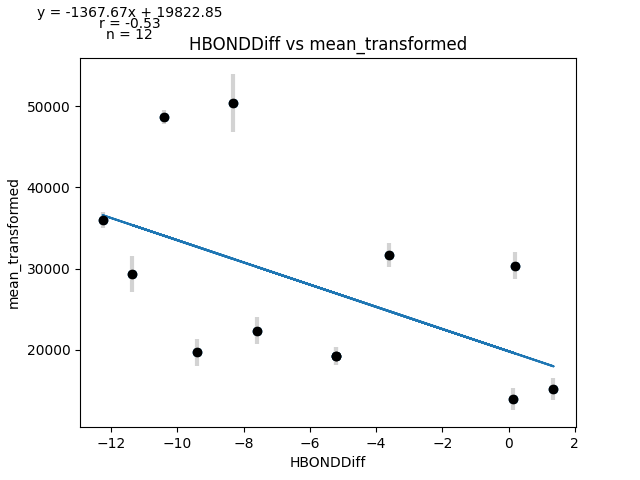 y = -1367.67x + 19822.85
r = -0.53
n = 12
HBONDDiff vs mean_transformed
mean_transformed
50000
40000
30000
20000
−12
−10
−8
−6
−4
−2
0
2
HBONDDiff